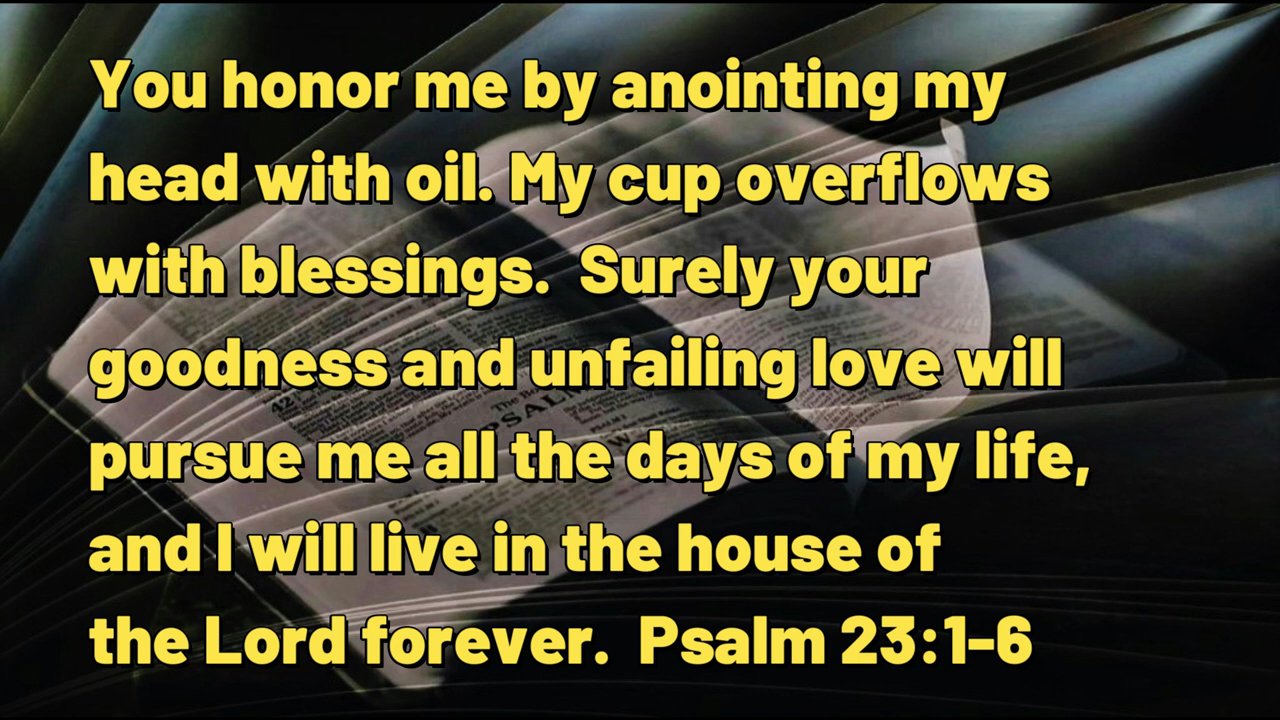 You honor me by anointing my
head with oil. My cup overflows
with blessings.  Surely your
goodness and unfailing love will
pursue me all the days of my life,
and I will live in the house of
the Lord forever.  Psalm 23:1-6
42
PSALM